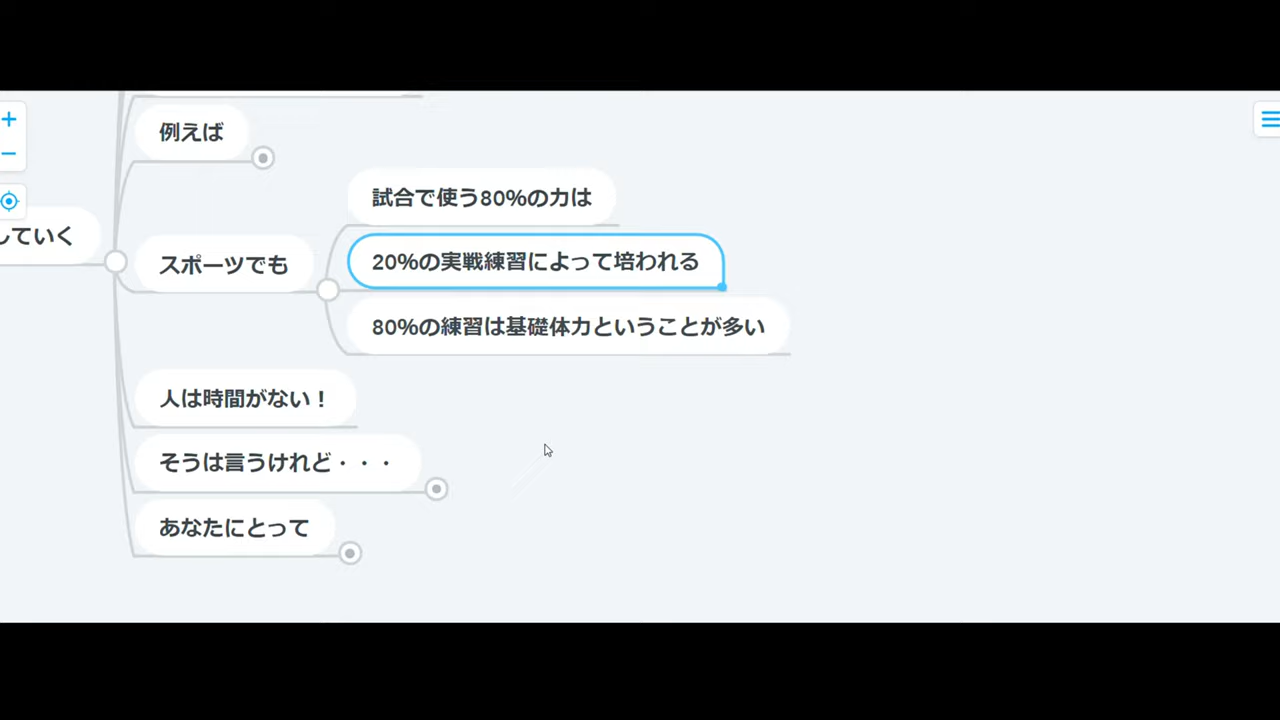 例えば
していく
スポーツでも
試合で使う80%の力は
20%の実戦練習によって培われる
80%の練習は基礎体力ということが多い
人は時間がない！
そうは言うけれど・・・
あなたにとって